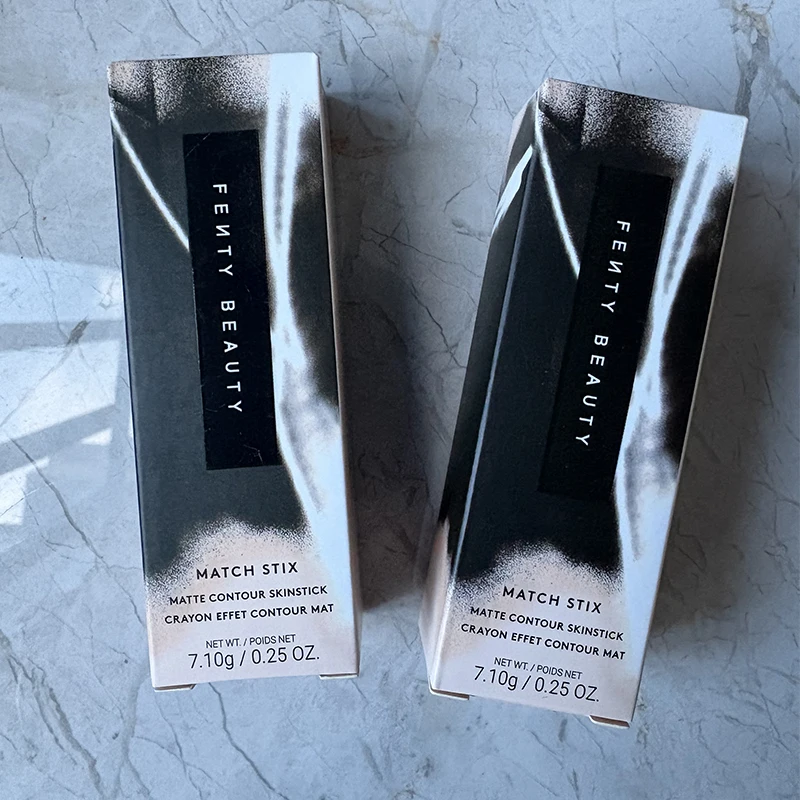 FEИTY BEAUTY
MATCH STIX
MATTE CONTOUR SKINSTICK
CRAYON EFFET CONTOUR MAT
NET WT. / POIDS NET
7.10g / 0.25 OZ.
FEИTY BEAUTY
MATCH STIX
MATTE CONTOUR SKINSTICK
CRAYON EFFET CONTOUR MAT
NET WT. / POIDS NET
7.10g / 0.25 OZ.